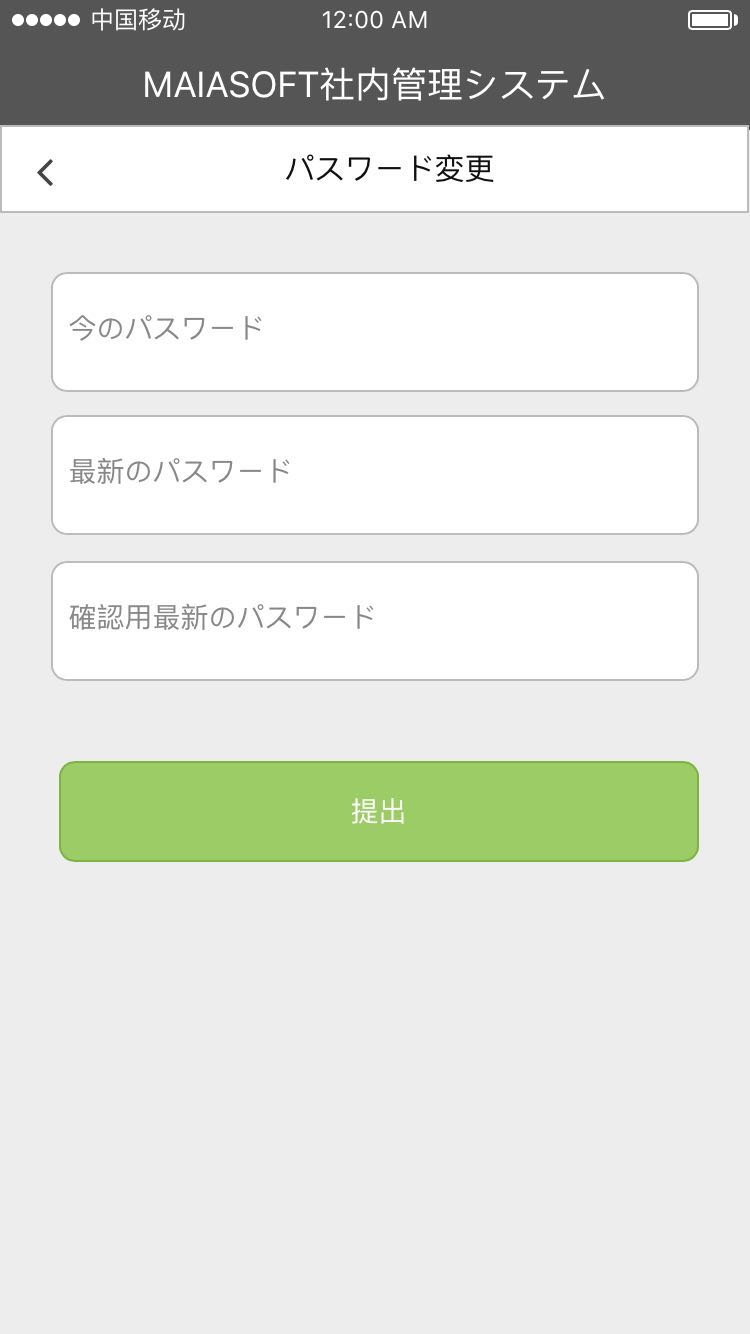 中国移动 12:00 AM
MAIASOFT社内管理システム
パスワード変更
今のパスワード
最新のパスワード
確認用最新のパスワード
提出